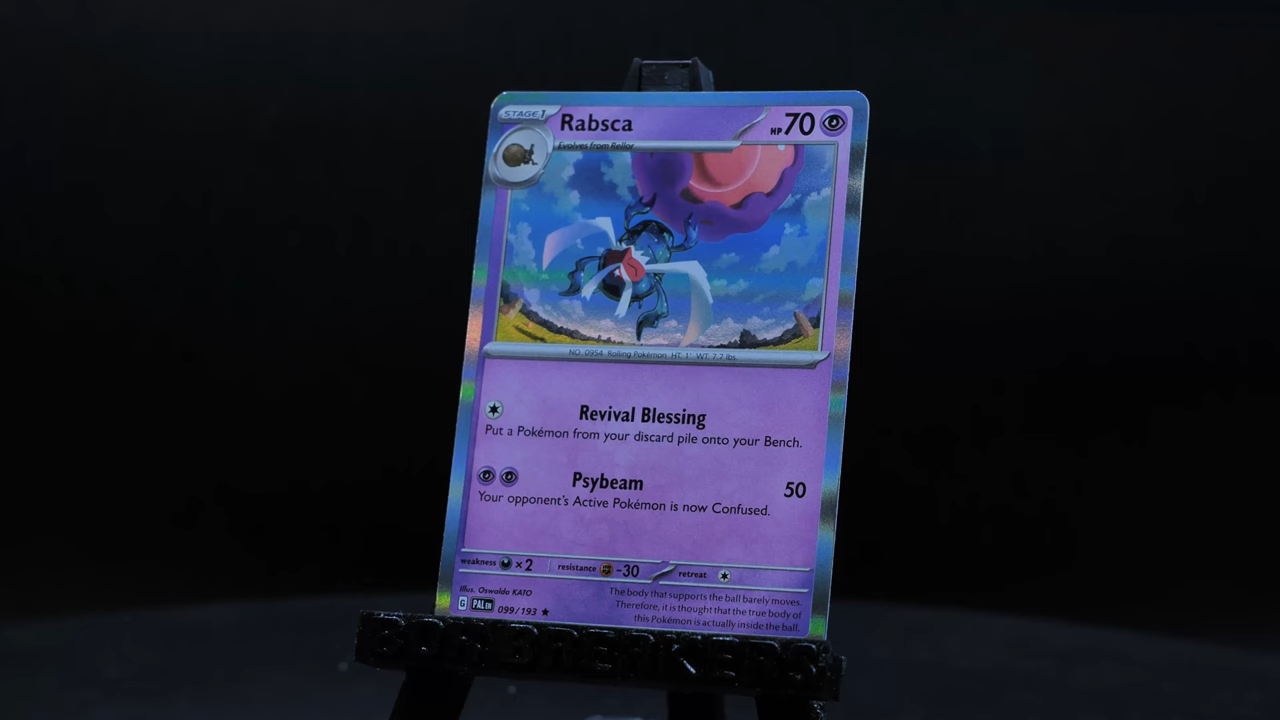 STAGE 1
Rabsca
HP 70
Evolves from Rellor
NO. 0954 Rolling Pokémon HT: 1' WT: 7.7 lbs.
Revival Blessing
Put a Pokémon from your discard pile onto your Bench.
Psybeam 50
Your opponent's Active Pokémon is now Confused.
weakness ×2 resistance -30 retreat
Illus. Oswaldo KATO
G PAL EN 099/193
The body that supports the ball barely moves.
Therefore, it is thought that the true body of
this Pokémon is actually inside the ball.
BREAKERS